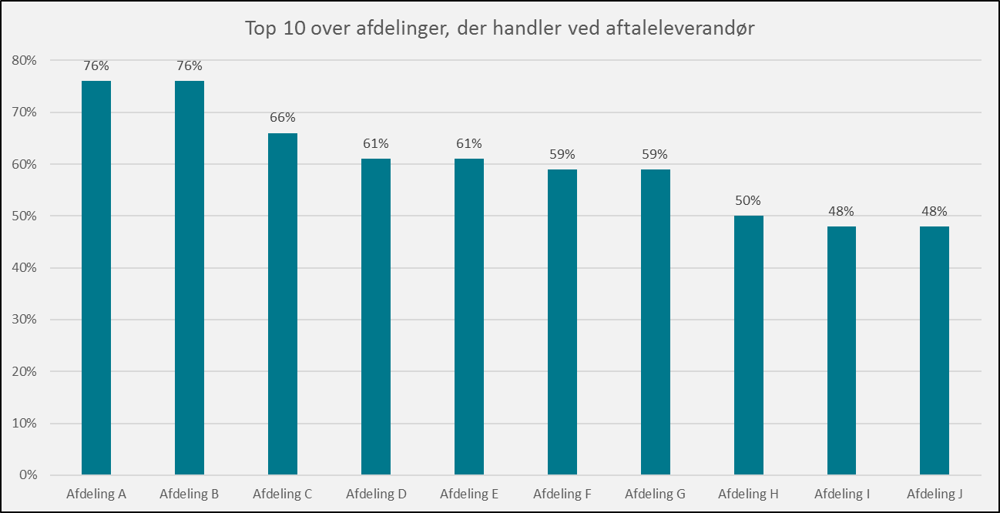 Top 10 over afdelinger, der handler ved aftaleleverandør
80%
70%
60%
50%
40%
30%
20%
10%
0%
76%
76%
66%
61%
61%
59%
59%
50%
48%
48%
Afdeling A
Afdeling B
Afdeling C
Afdeling D
Afdeling E
Afdeling F
Afdeling G
Afdeling H
Afdeling I
Afdeling J